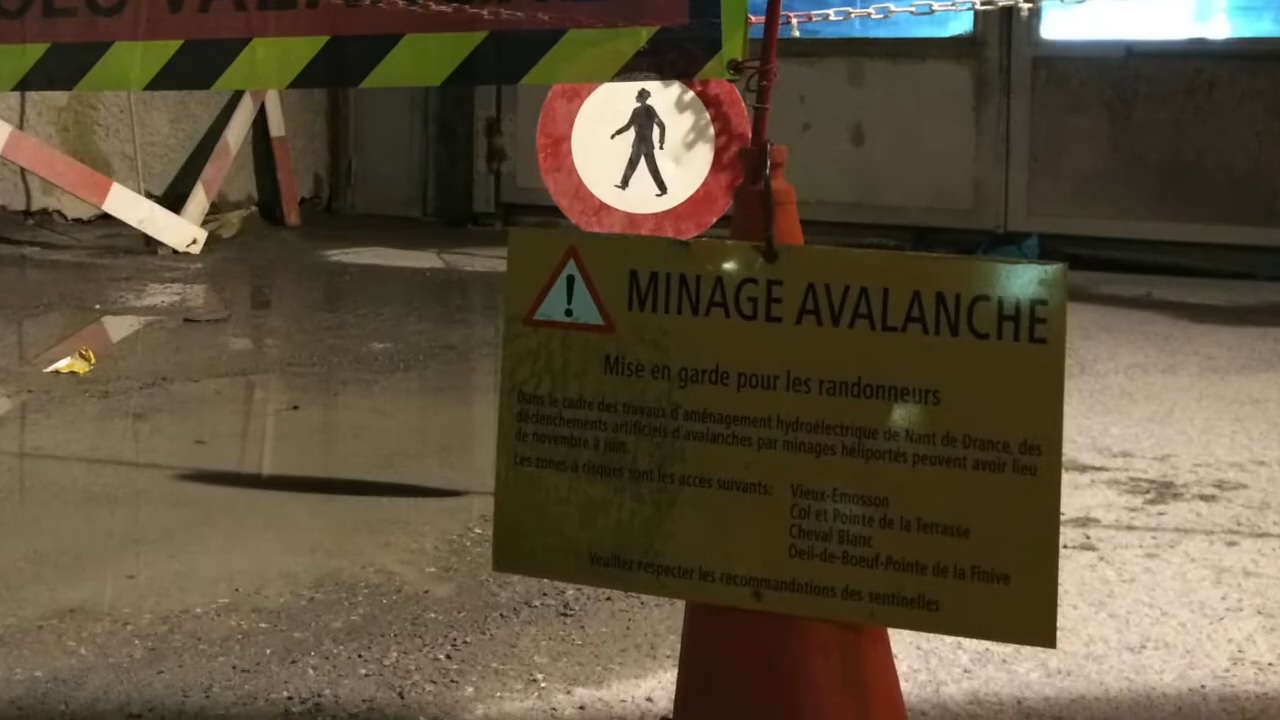 MINAGE AVALANCHE
Mise en garde pour les randonneurs
Dans le cadre des travaux d'aménagement hydroélectrique de Nant de Drance, des
déclenchements artificiels d'avalanches par minages héliportés peuvent avoir lieu
de novembre à juin.
Les zones à risques sont les accès suivants: Vieux-Emosson
Col et Pointe de la Terrasse
Cheval Blanc
Oeil-de-Boeuf-Pointe de la Finive
Veuillez respecter les recommandations des sentinelles